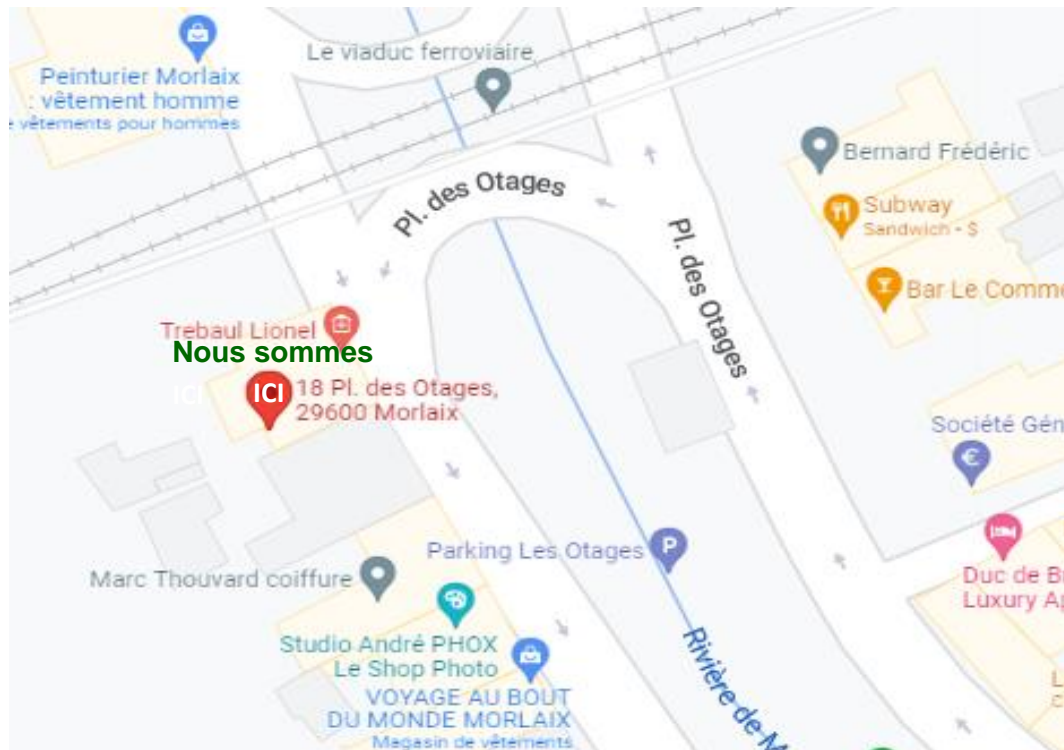 Le viaduc ferroviaire
Peinturier Morlaix
: vêtement homme
vêtements pour hommes
Bernard Frédéric
Pl. des Otages
Subway
Sandwich - $
Pl. des Otages
Bar Le Comme
Trebaul Lionel
Nous sommes
ICI
ICI
18 Pl. des Otages,
29600 Morlaix
Société Gén
€
Parking Les Otages
P
Marc Thouvard coiffure
Duc de B
Luxury A
Studio André PHOX
Le Shop Photo
Rivière de M
VOYAGE AU BOUT
DU MONDE MORLAIX
Magasin de vêtements
L
C